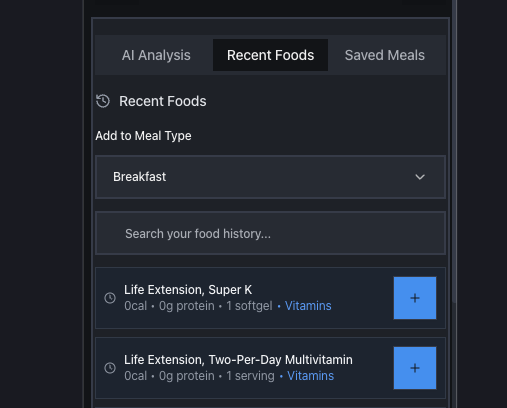 AI Analysis Recent Foods Saved Meals
Recent Foods
Add to Meal Type
Breakfast
Search your food history...
Life Extension, Super K
0cal • 0g protein • 1 softgel • Vitamins
+
Life Extension, Two-Per-Day Multivitamin
0cal • 0g protein • 1 serving • Vitamins
+